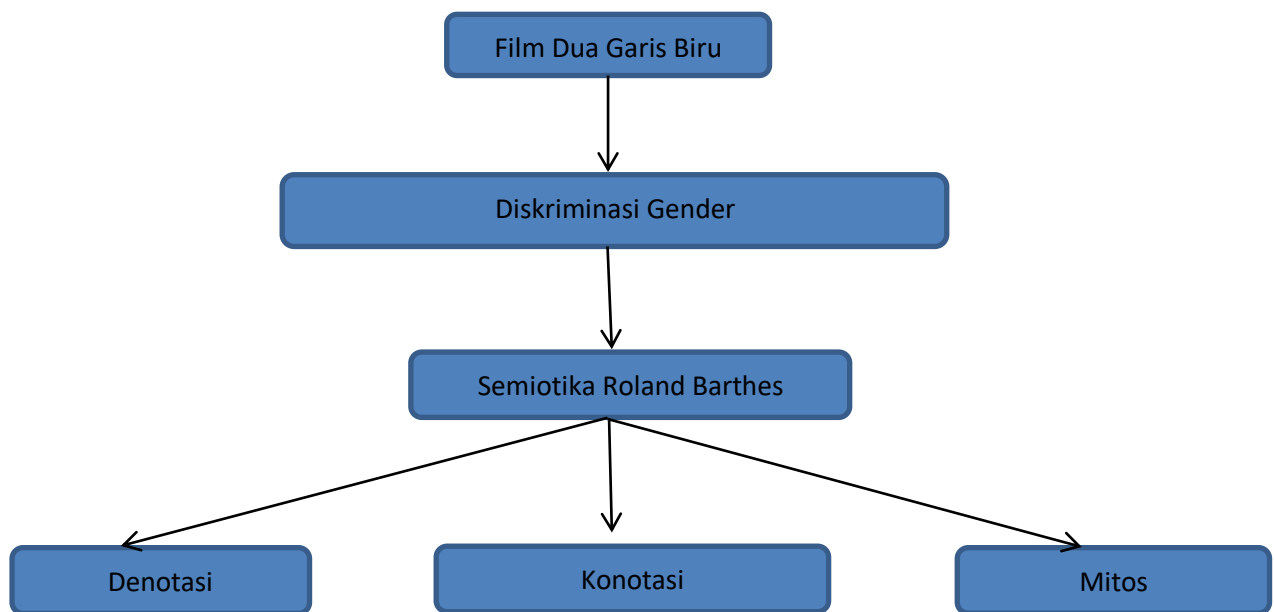 Film Dua Garis Biru
Diskriminasi Gender
Semiotika Roland Barthes
Denotasi
Konotasi
Mitos